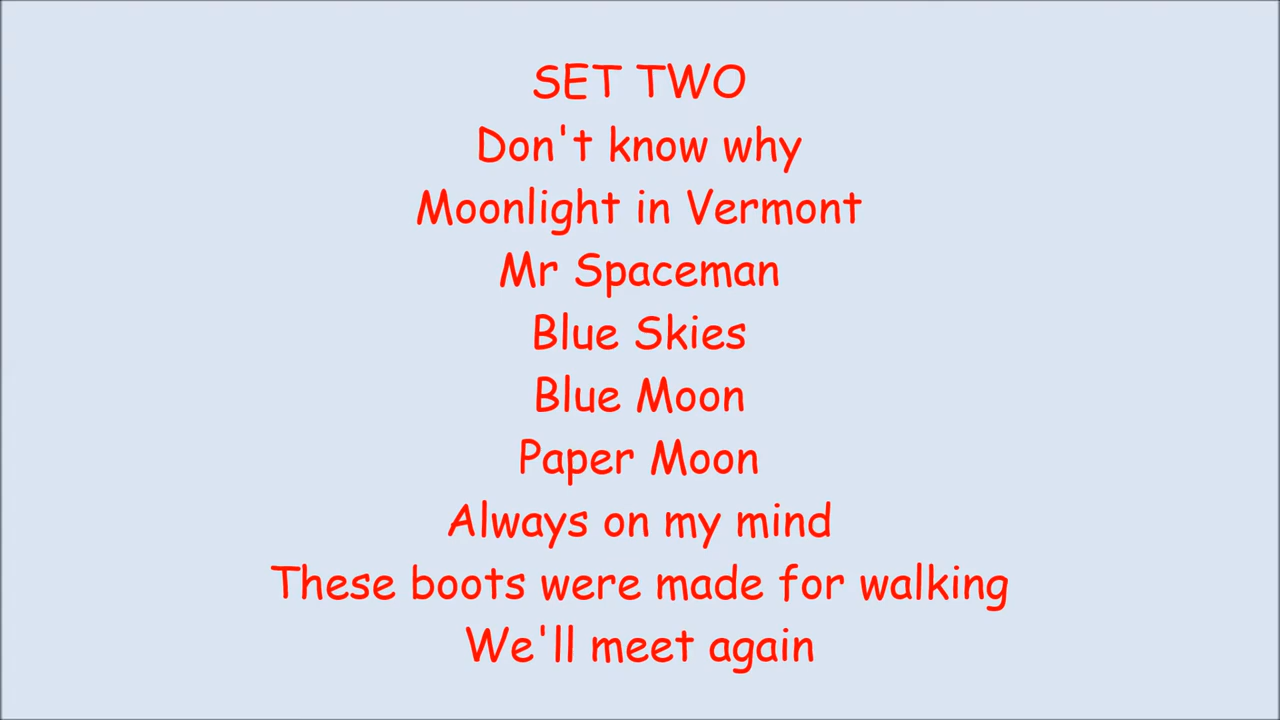 SET TWO
Don't know why
Moonlight in Vermont
Mr Spaceman
Blue Skies
Blue Moon
Paper Moon
Always on my mind
These boots were made for walking
We'll meet again